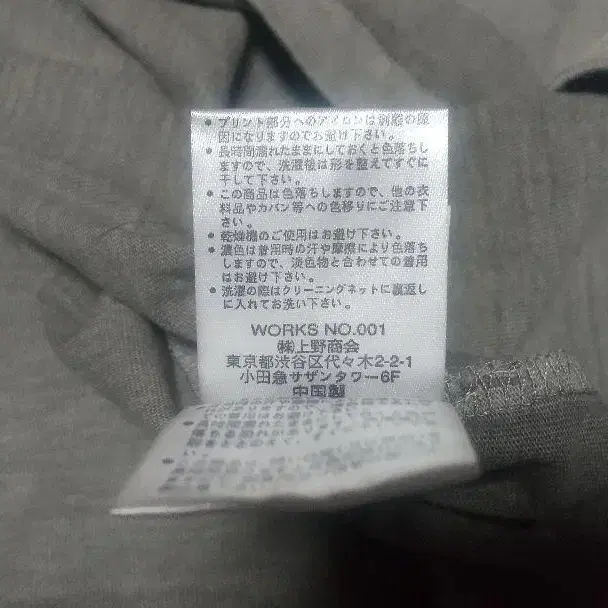 ● プリント部分へのアイロンは剥離の原
因になりますのでお避け下さい。
● 長時間濡れたままにしておくと色落ちし
ますので、洗濯後は形を整えてすぐに
干して下さい。
● この商品は色落ちしますので、他の衣
料品やカバン等への色移りにご注意下
さい。
● 乾燥機のご使用はお避け下さい。
● 濃色は着用時の汗や摩擦により色落ち
しますので、淡色物と合わせての着用
はお避け下さい。
● 洗濯の際はクリーニングネットに裏返し
に入れてお洗い下さい。
WORKS NO.001
㈱上野商会
東京都渋谷区代々木2-2-1
小田急サザンタワー6F
中国製